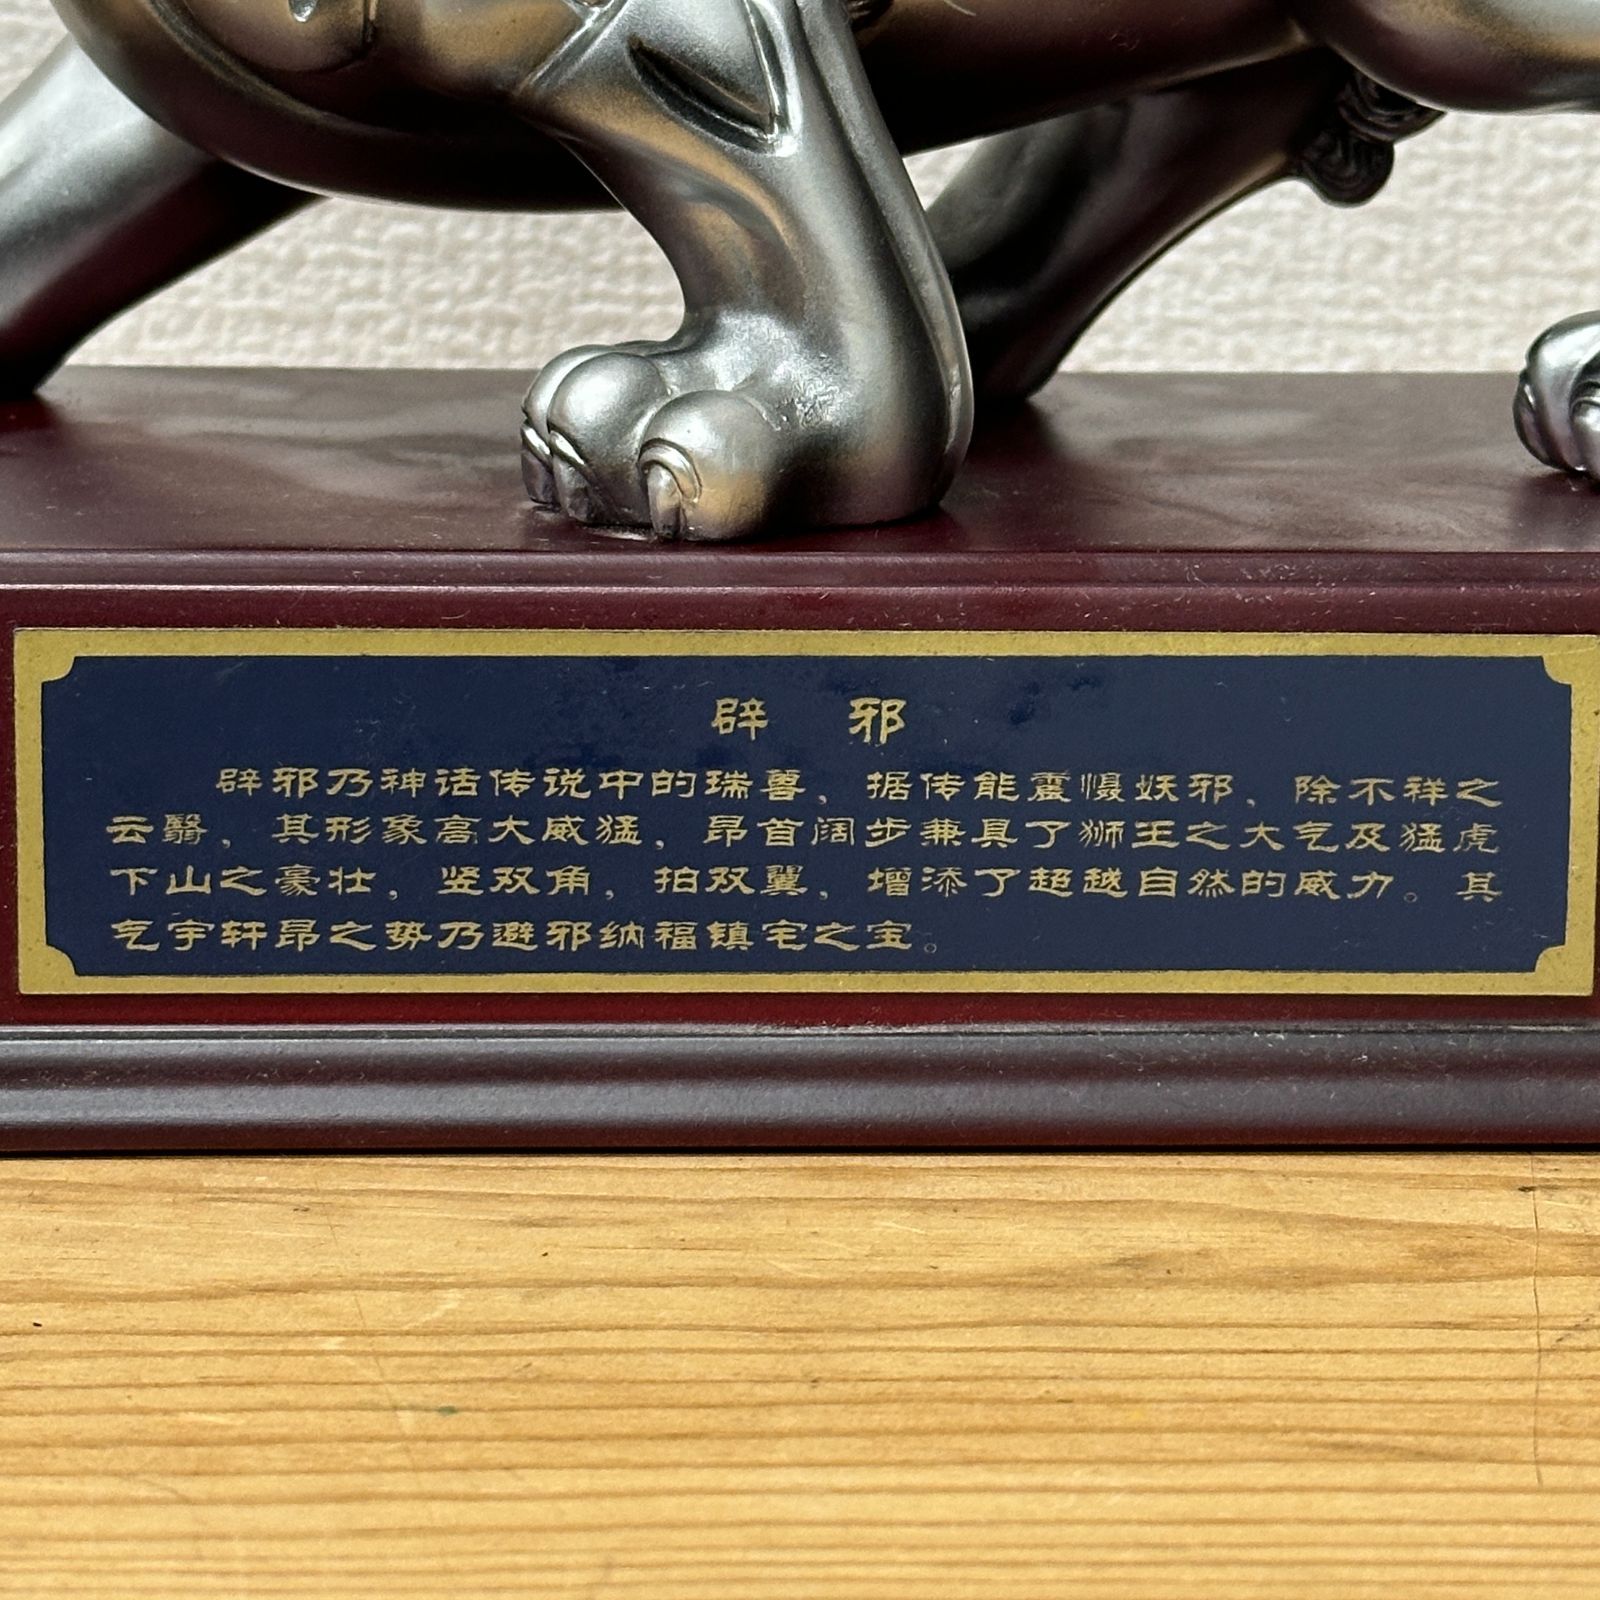 辟 邪
辟邪乃神话传说中的瑞兽，据传能震慑妖邪、除不祥之
云翳，其形象高大威猛，昂首阔步兼具了狮王之大气及猛虎
下山之豪壮，竖双角，拍双翼，增添了超越自然的威力。其
气宇轩昂之势乃避邪纳福镇宅之宝。